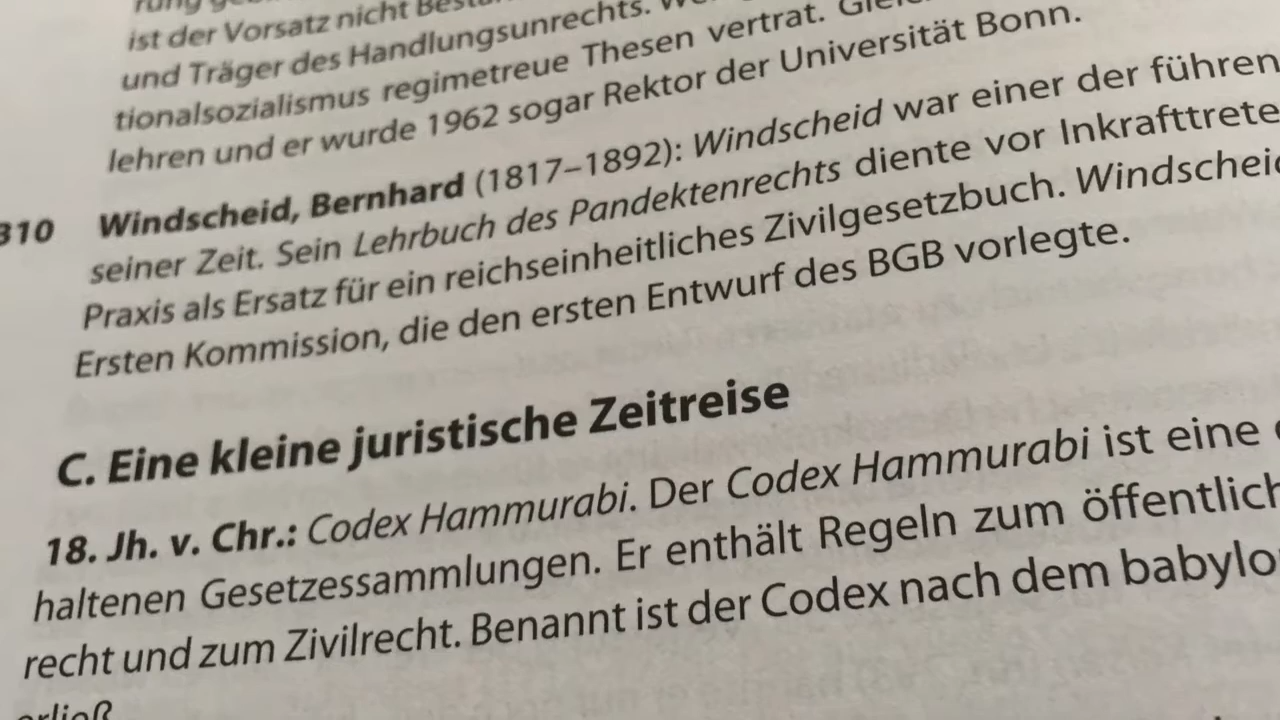 ist der Vorsatz nicht
und Träger des Handlungsunrechts.
tionalsozialismus regimetreue Thesen vertrat.
lehren und er wurde 1962 sogar Rektor der Universität Bonn.
310 Windscheid, Bernhard (1817–1892): Windscheid war einer der führen
seiner Zeit. Sein Lehrbuch des Pandektenrechts diente vor Inkrafttrete
Praxis als Ersatz für ein reichseinheitliches Zivilgesetzbuch. Windscheid
Ersten Kommission, die den ersten Entwurf des BGB vorlegte.
C. Eine kleine juristische Zeitreise
18. Jh. v. Chr.: Codex Hammurabi. Der Codex Hammurabi ist eine
haltenen Gesetzessammlungen. Er enthält Regeln zum öffentlich
recht und zum Zivilrecht. Benannt ist der Codex nach dem babylo
erließ